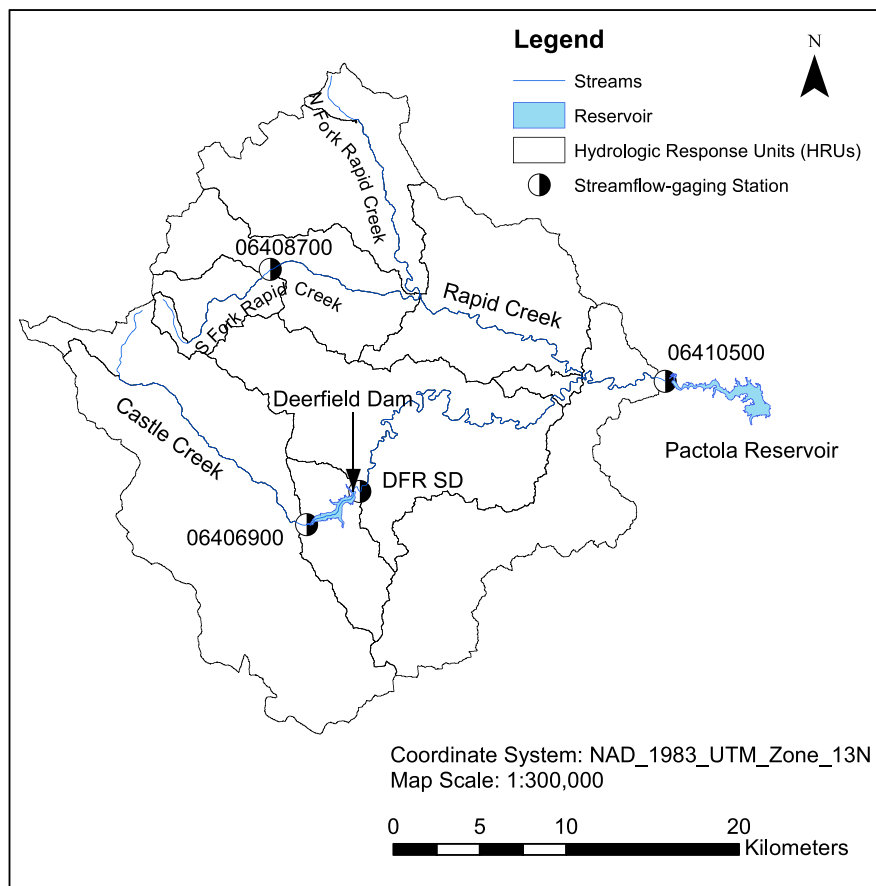 Legend
N
Streams
Reservoir
Hydrologic Response Units (HRUs)
Streamflow-gaging Station
N Fork Rapid Creek
06408700
S Fork Rapid Creek
Rapid Creek
06410500
Deerfield Dam
Castle Creek
Pactola Reservoir
DFR SD
06406900
Coordinate System: NAD_1983_UTM_Zone_13N
Map Scale: 1:300,000
0 5 10 20
Kilometers